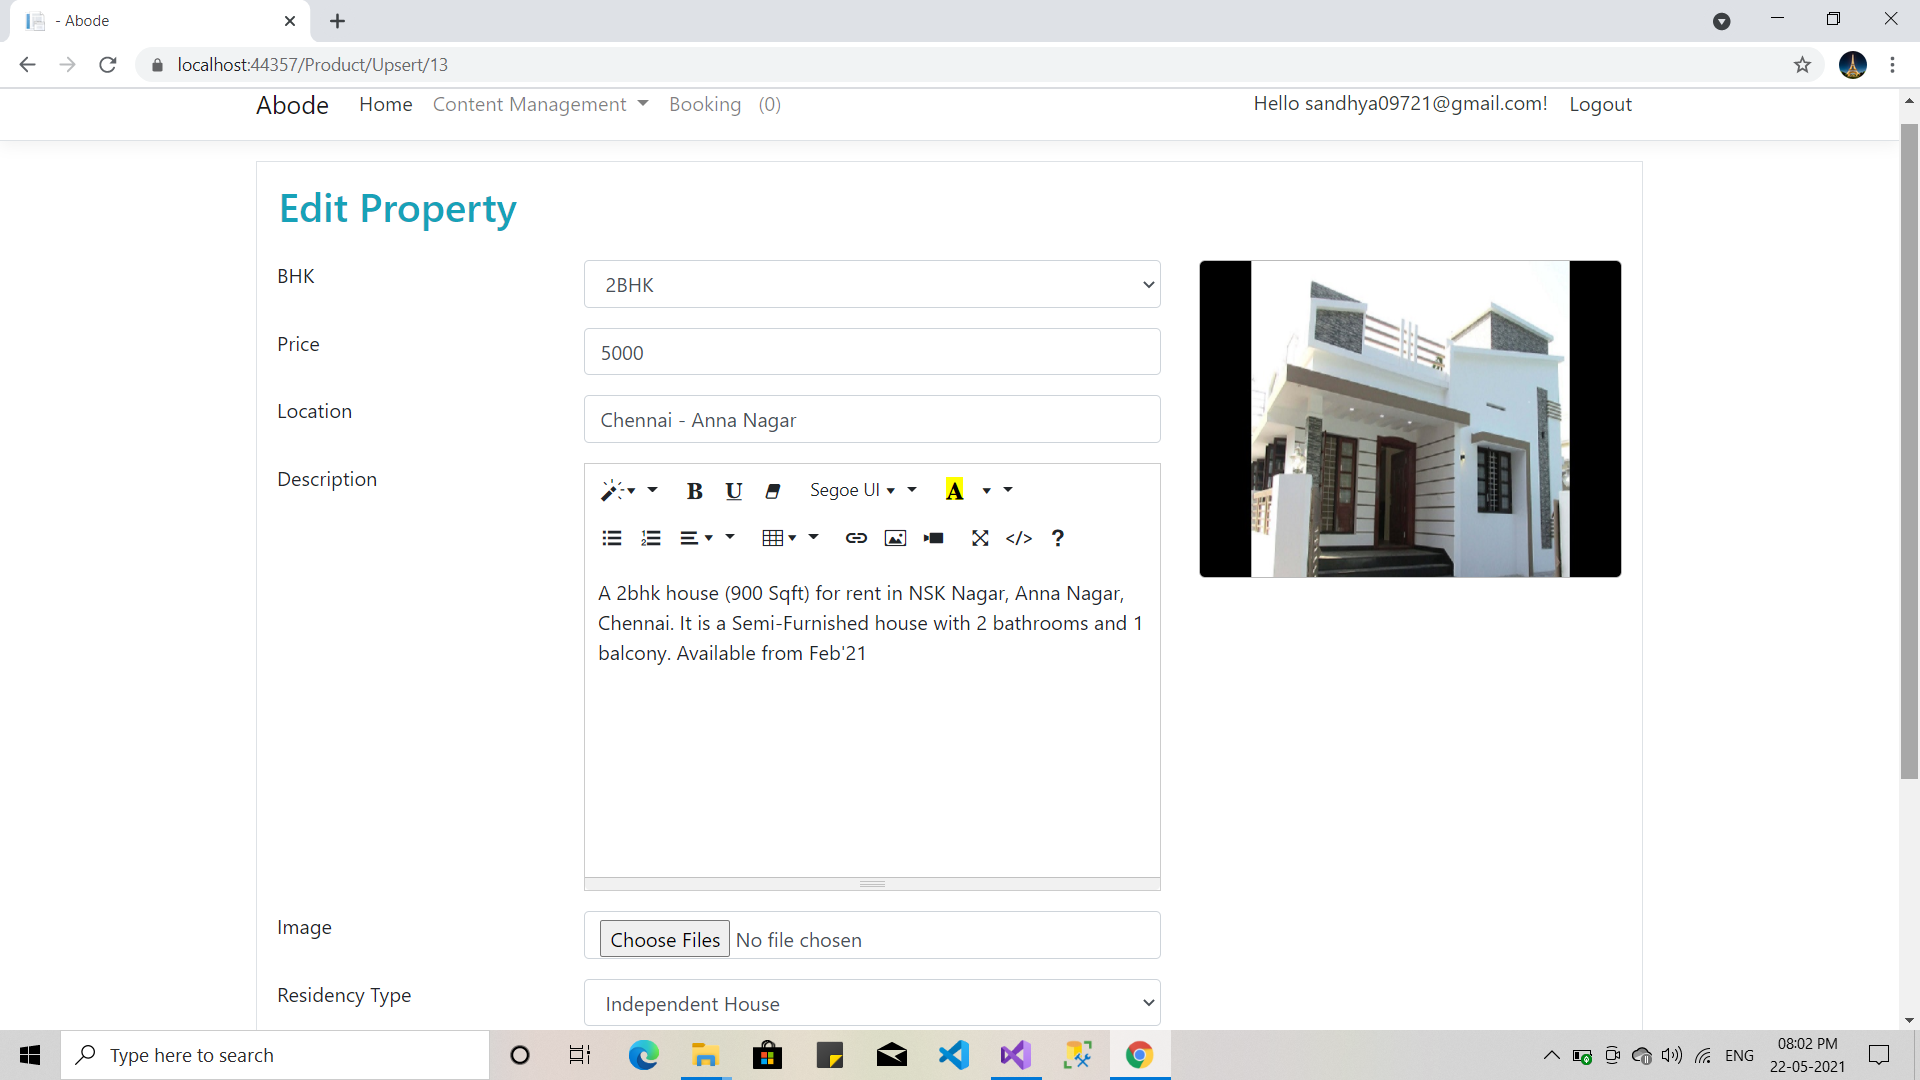 - Abode
localhost:44357/Product/Upsert/13
Abode Home Content Management Booking (0) Hello sandhya09721@gmail.com! Logout
Edit Property
BHK 2BHK
Price 5000
Location Chennai - Anna Nagar
Description
B U Segoe UI A
</> ?
A 2bhk house (900 Sqft) for rent in NSK Nagar, Anna Nagar,
Chennai. It is a Semi-Furnished house with 2 bathrooms and 1
balcony. Available from Feb'21
Image Choose Files No file chosen
Residency Type Independent House
Type here to search ENG 08:02 PM
22-05-2021